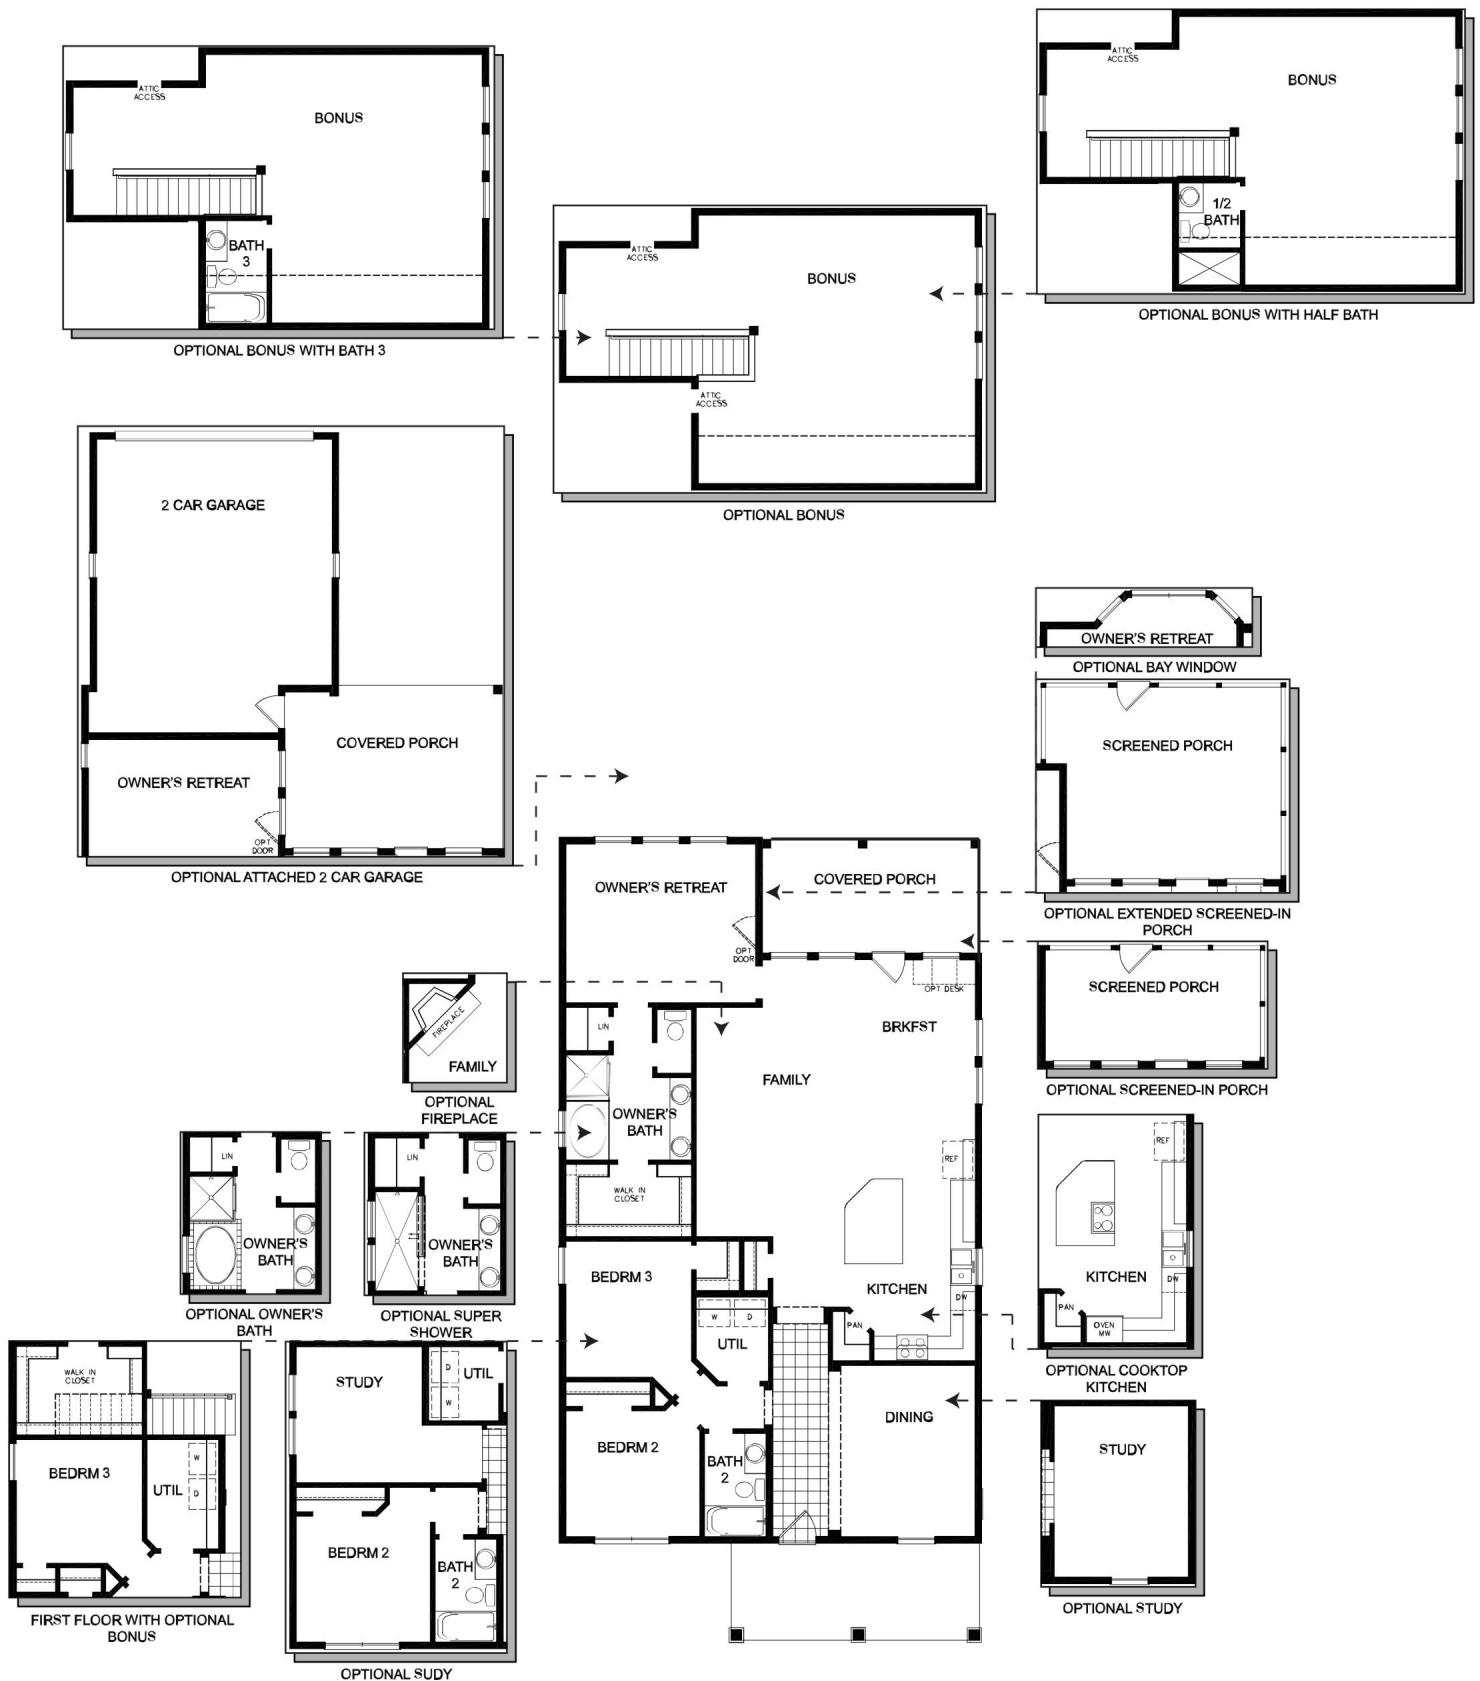 ATTIC
ACCESS
BONUS
BATH
3
OPTIONAL BONUS WITH BATH 3
ATTIC
ACCESS
BONUS
ATTIC
ACCESS
OPTIONAL BONUS
ATTIC
ACCESS
BONUS
1/2
BATH
OPTIONAL BONUS WITH HALF BATH
2 CAR GARAGE
COVERED PORCH
OWNER'S RETREAT
OPT
DOOR
OPTIONAL ATTACHED 2 CAR GARAGE
OWNER'S RETREAT
OPTIONAL BAY WINDOW
SCREENED PORCH
OPTIONAL EXTENDED SCREENED-IN
PORCH
SCREENED PORCH
OPTIONAL SCREENED-IN PORCH
OWNER'S RETREAT
COVERED PORCH
OPT
DOOR
OPT DESK
BRKFST
LIN
FAMILY
OWNER'S
BATH
REF
WALK IN
CLOSET
BEDRM 3
KITCHEN
DW
W
D
PAN
UTIL
DINING
BEDRM 2
BATH
2
FIREPLACE
FAMILY
OPTIONAL
FIREPLACE
LIN
OWNER'S
BATH
OPTIONAL OWNER'S
BATH
LIN
OWNER'S
BATH
OPTIONAL SUPER
SHOWER
REF
KITCHEN
DW
PAN
OVEN
MW
OPTIONAL COOKTOP
KITCHEN
WALK IN
CLOSET
BEDRM 3
W
UTIL
D
FIRST FLOOR WITH OPTIONAL
BONUS
STUDY
D
UTIL
W
BEDRM 2
BATH
2
OPTIONAL SUDY
STUDY
OPTIONAL STUDY